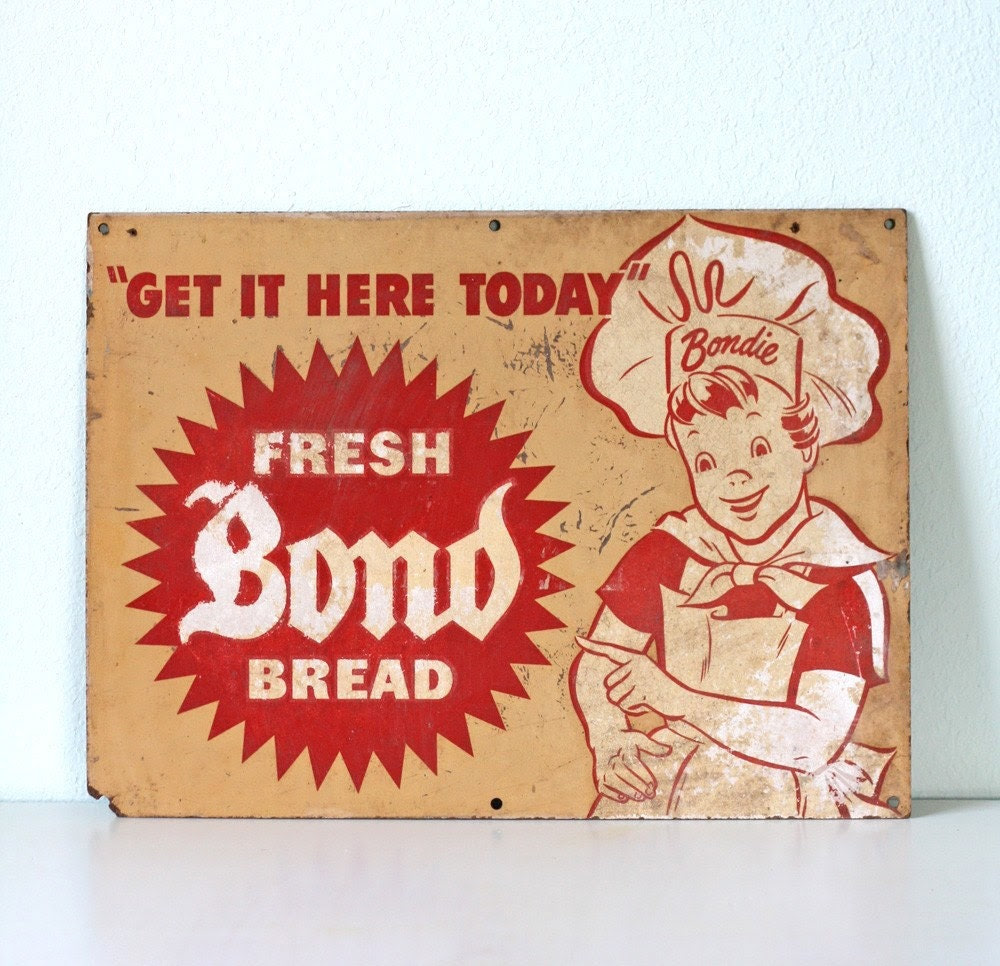 "GET IT HERE TODAY"
Bondie
FRESH
Bond
BREAD